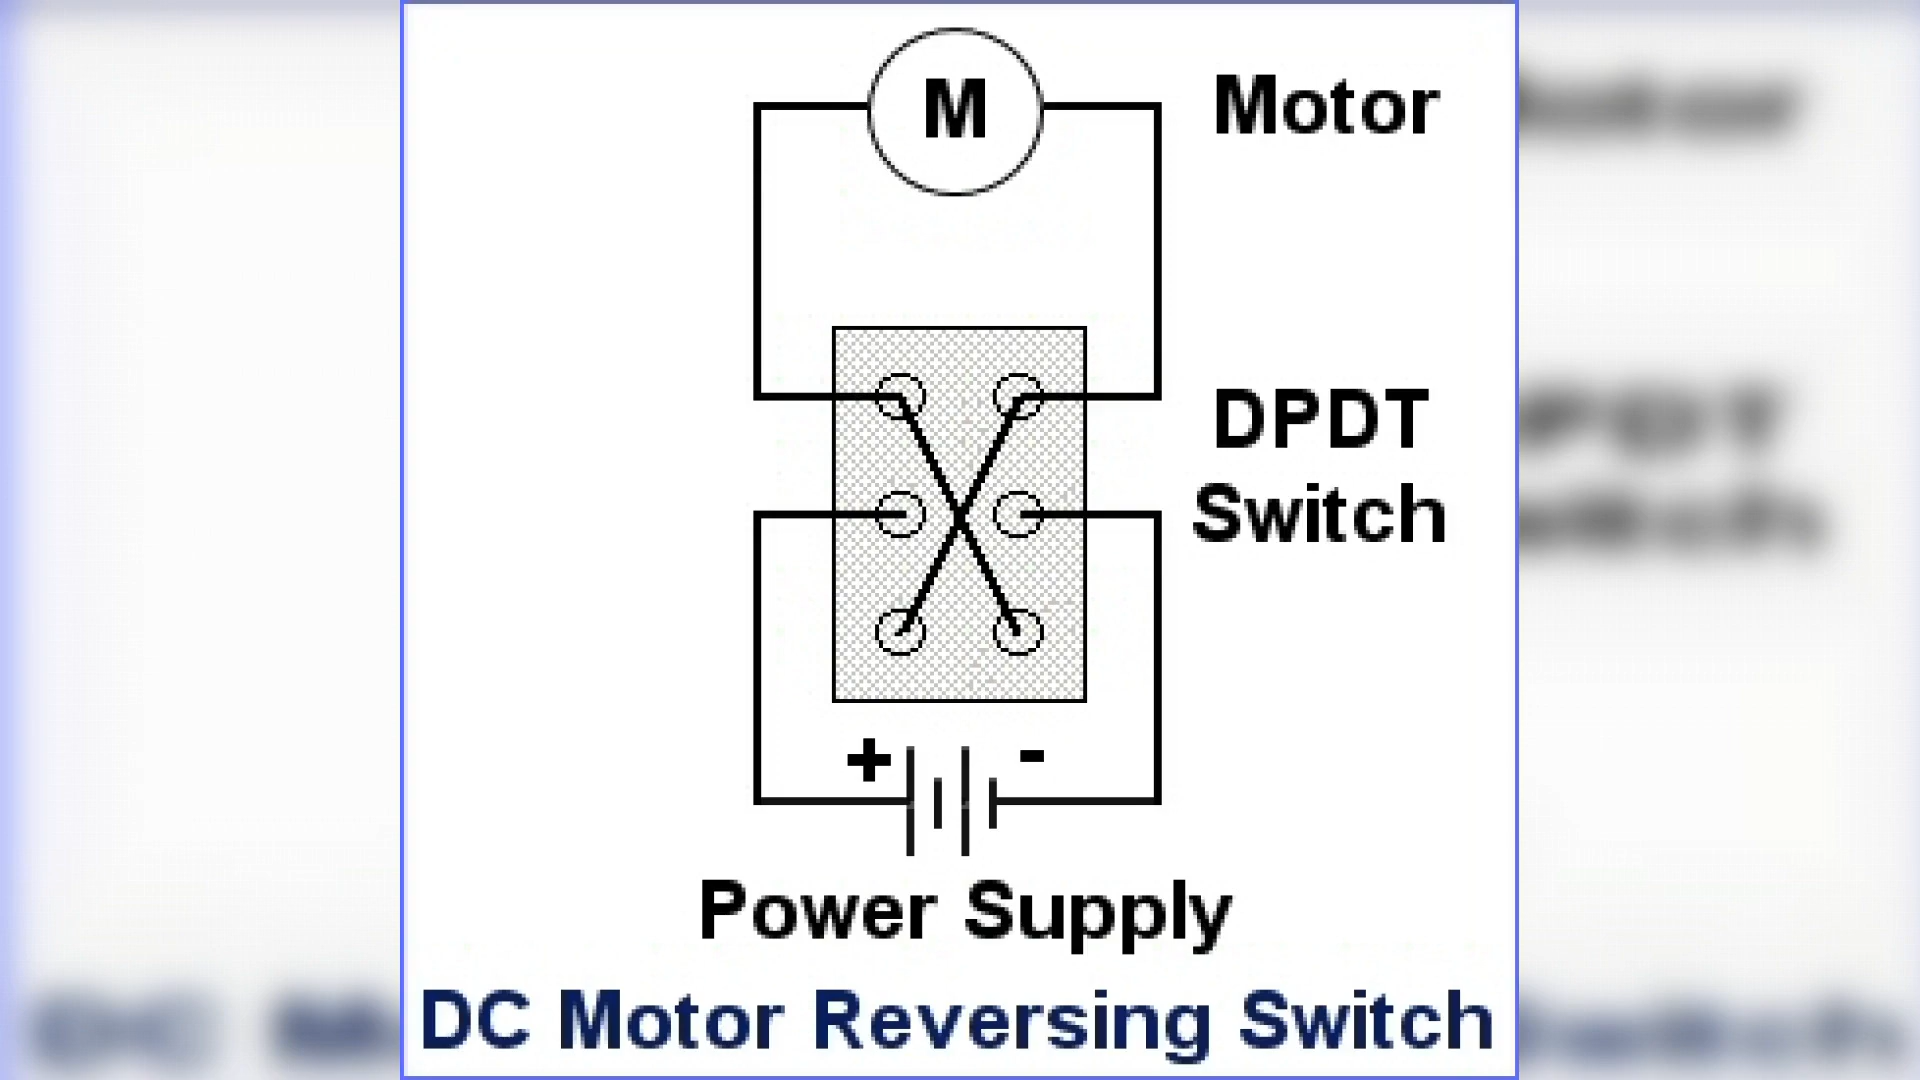 M
Motor
DPDT
Switch
+ -
Power Supply
DC Motor Reversing Switch